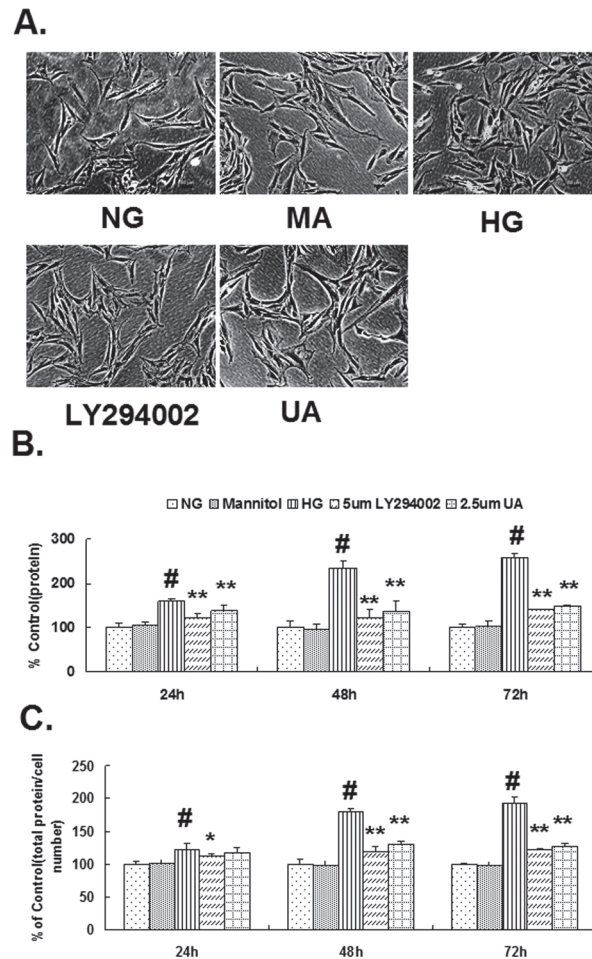 A.
NG MA HG
LY294002 UA
B.
NG Mannitol HG 5um LY294002 2.5um UA
% Control(protein)
300
200
100
0
#
**
**
#
**
**
#
**
**
24h 48h 72h
C.
% of Control(total protein/cell
number)
250
200
150
100
50
0
#
*
#
**
**
#
**
**
24h 48h 72h